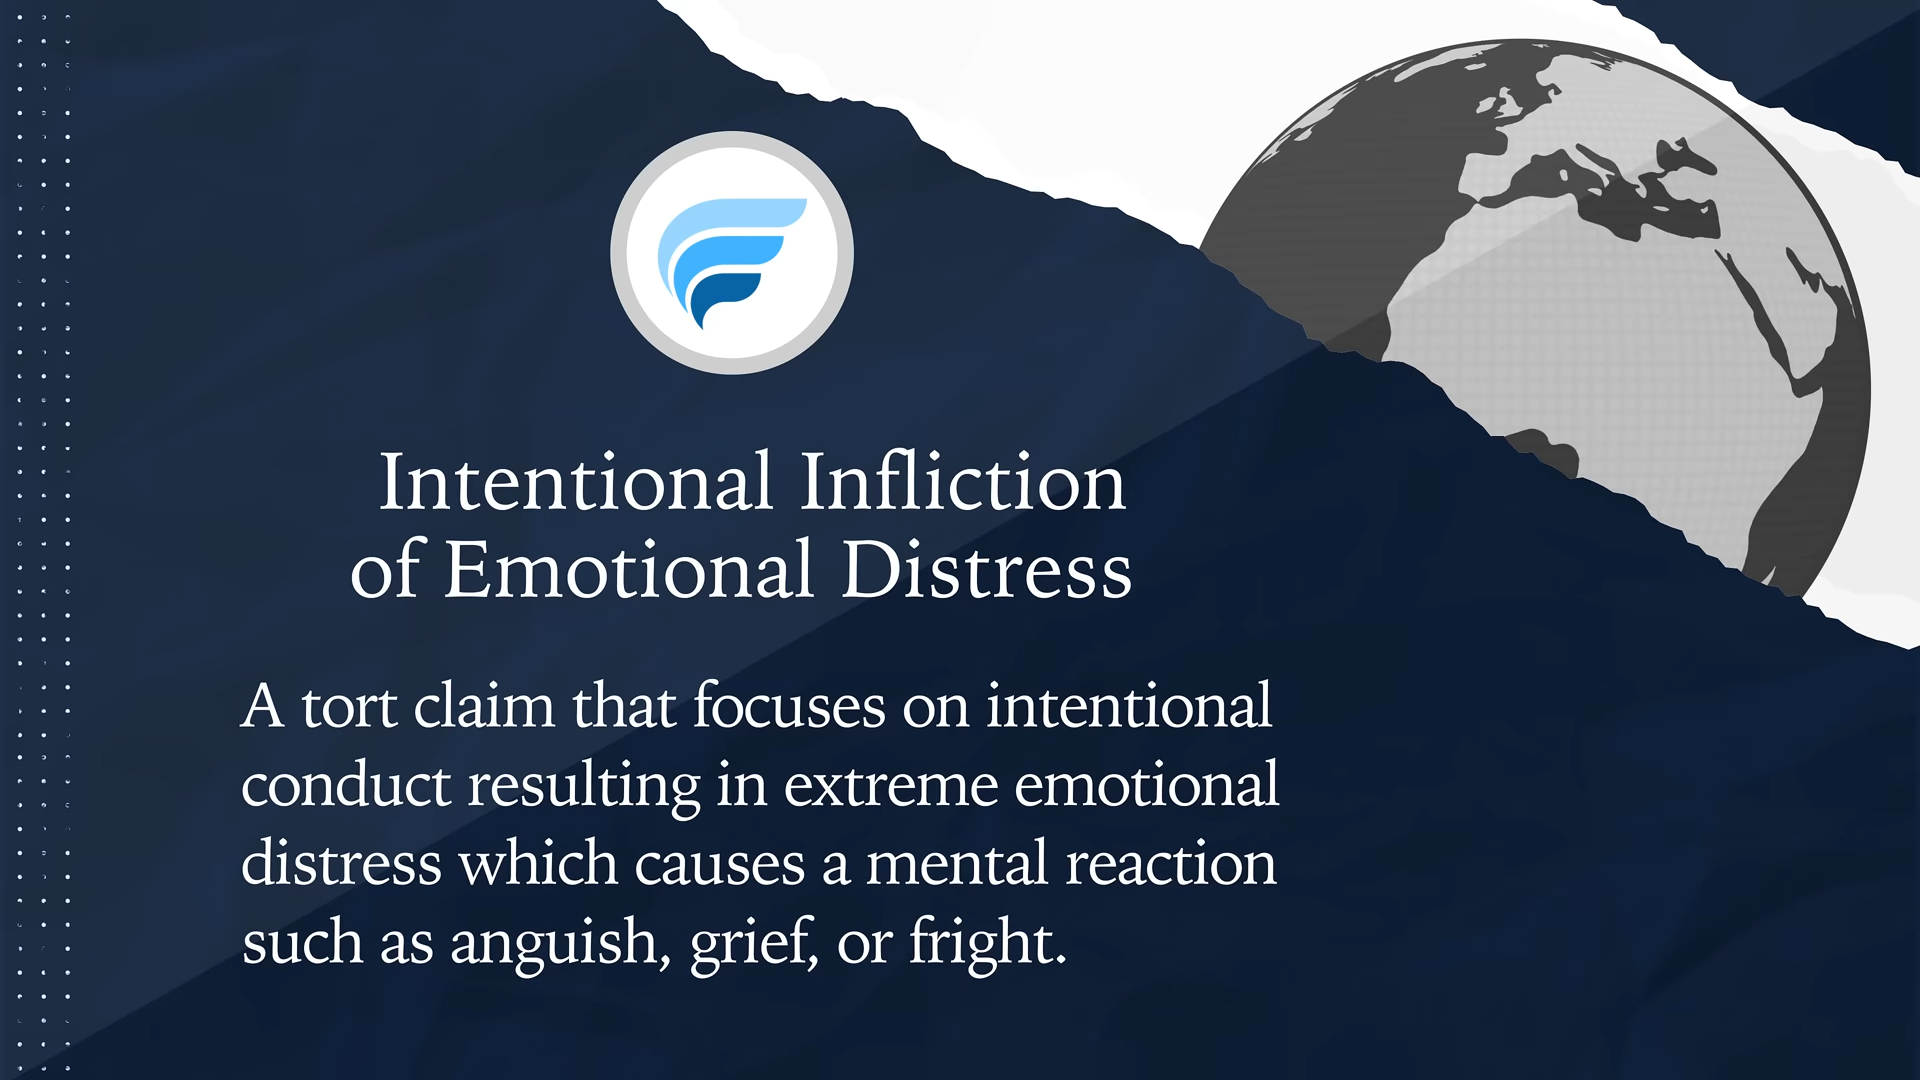 Intentional Infliction
of Emotional Distress
A tort claim that focuses on intentional
conduct resulting in extreme emotional
distress which causes a mental reaction
such as anguish, grief, or fright.